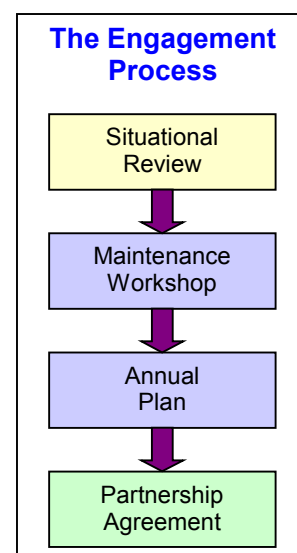 The Engagement
Process
Situational
Review
Maintenance
Workshop
Annual
Plan
Partnership
Agreement